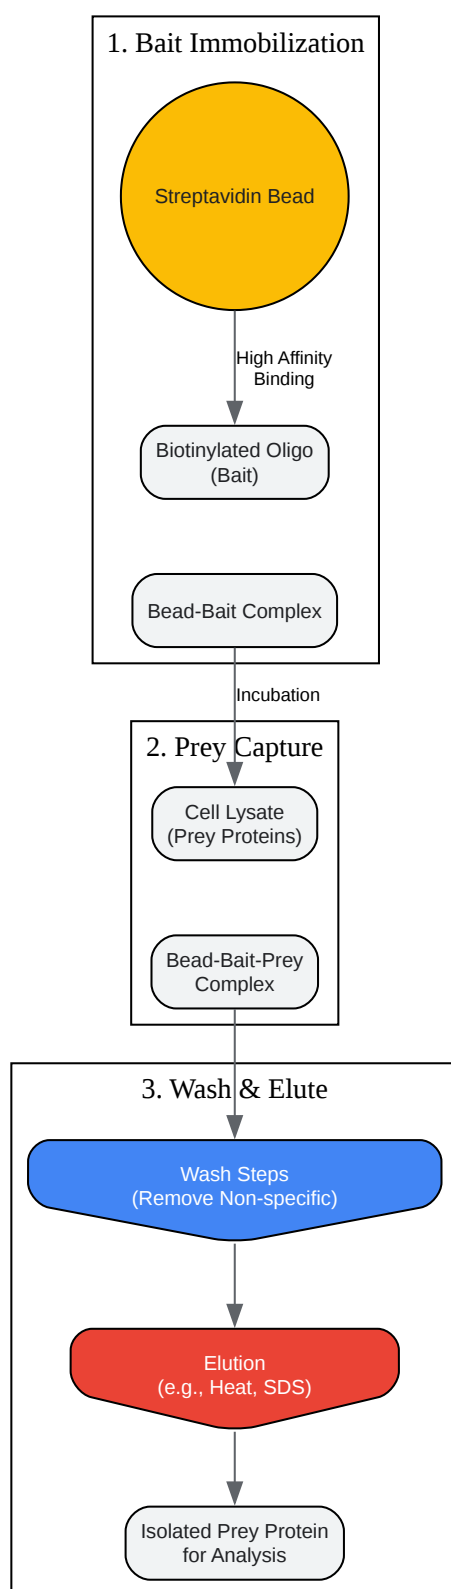 1. Bait Immobilization
Streptavidin Bead
High Affinity
Binding
Biotinylated Oligo
(Bait)
Bead-Bait Complex
Incubation
2. Prey Capture
Cell Lysate
(Prey Proteins)
Bead-Bait-Prey
Complex
3. Wash & Elute
Wash Steps
(Remove Non-specific)
Elution
(e.g., Heat, SDS)
Isolated Prey Protein
for Analysis